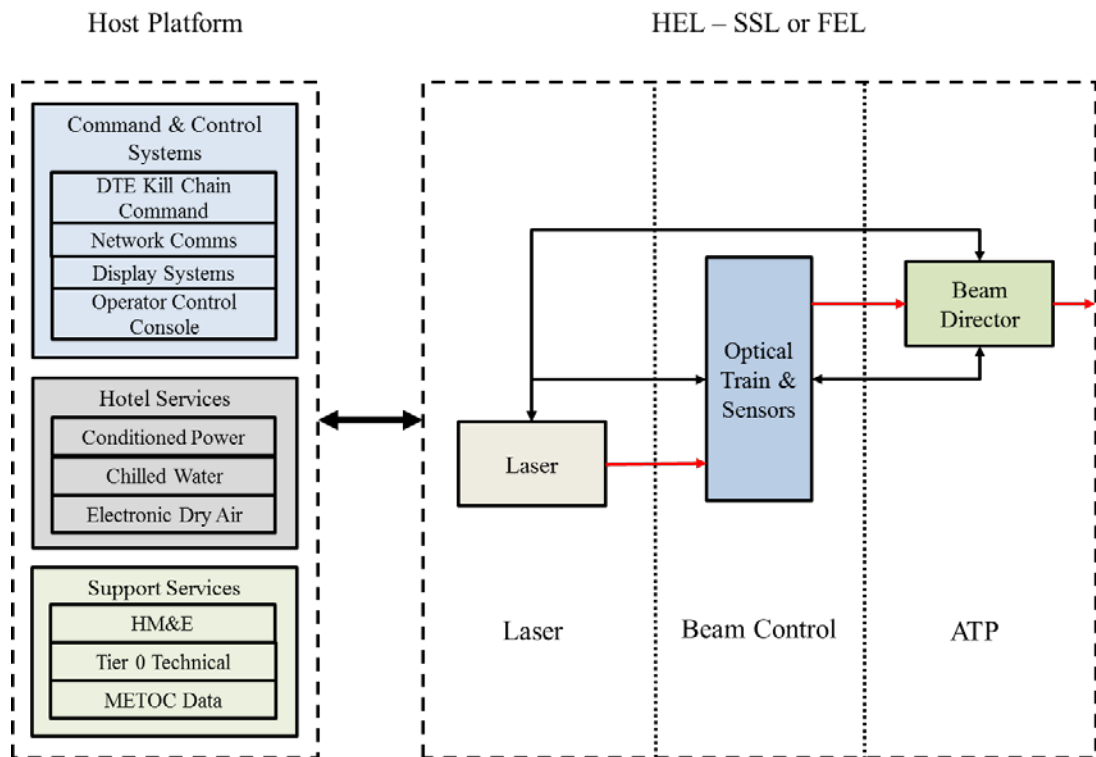 Host Platform
HEL – SSL or FEL
Command & Control
Systems
DTE Kill Chain
Command
Network Comms
Display Systems
Operator Control
Console
Hotel Services
Conditioned Power
Chilled Water
Electronic Dry Air
Support Services
HM&E
Tier 0 Technical
METOC Data
Laser
Optical
Train &
Sensors
Beam
Director
Laser
Beam Control
ATP